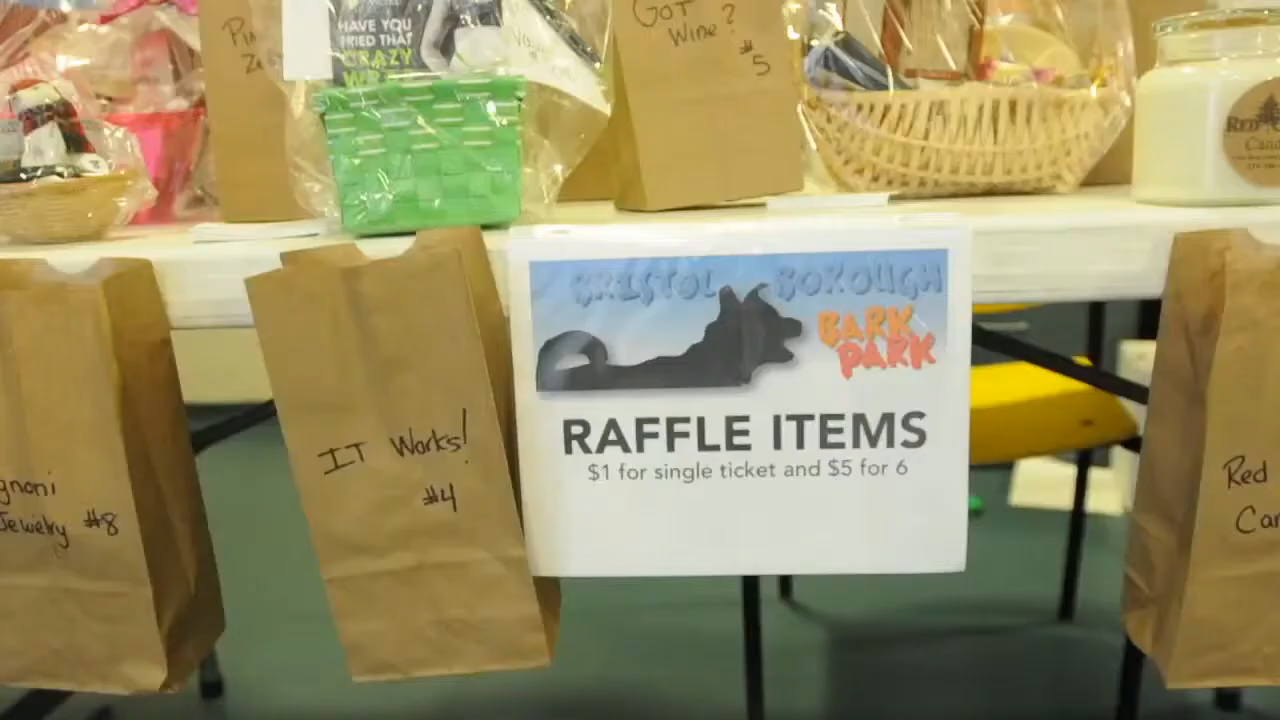 HAVE YOU
TRIED THAT
CRAZY
GOT
Wine?
#5
RED
BRISTOL BOROUGH
BARK
PARK
RAFFLE ITEMS
$1 for single ticket and $5 for 6
IT Works!
#4
Jewelry #8
Red